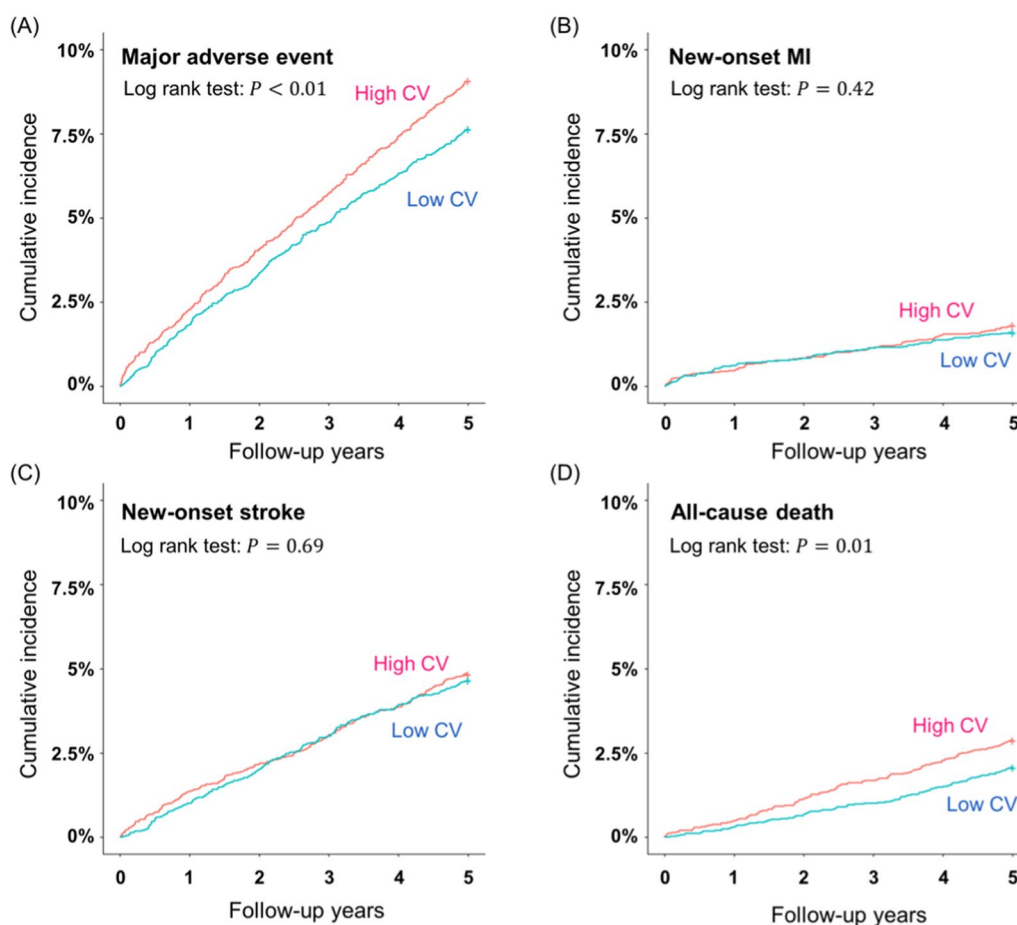 (A)
Major adverse event
Log rank test: P < 0.01
High CV
Low CV
10%
7.5%
5%
2.5%
0%
Cumulative incidence
0 1 2 3 4 5
Follow-up years
(B)
New-onset MI
Log rank test: P = 0.42
High CV
Low CV
10%
7.5%
5%
2.5%
0%
Cumulative incidence
0 1 2 3 4 5
Follow-up years
(C)
New-onset stroke
Log rank test: P = 0.69
High CV
Low CV
10%
7.5%
5%
2.5%
0%
Cumulative incidence
0 1 2 3 4 5
Follow-up years
(D)
All-cause death
Log rank test: P = 0.01
High CV
Low CV
10%
7.5%
5%
2.5%
0%
Cumulative incidence
0 1 2 3 4 5
Follow-up years